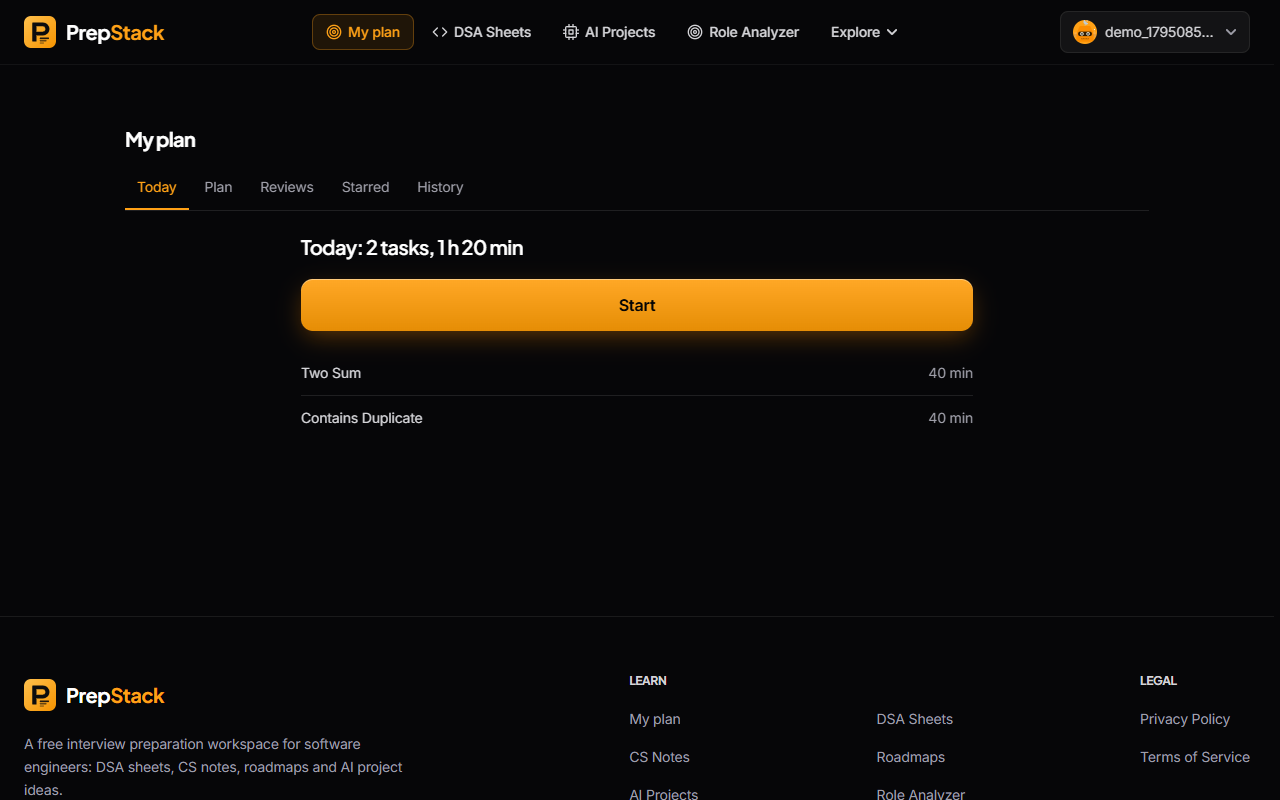 PrepStack
My plan
DSA Sheets
AI Projects
Role Analyzer
Explore
demo_1795085...
My plan
Today
Plan
Reviews
Starred
History
Today: 2 tasks, 1 h 20 min
Start
Two Sum
40 min
Contains Duplicate
40 min
PrepStack
A free interview preparation workspace for software
engineers: DSA sheets, CS notes, roadmaps and AI project
ideas.
LEARN
My plan
DSA Sheets
CS Notes
Roadmaps
AI Projects
Role Analyzer
LEGAL
Privacy Policy
Terms of Service